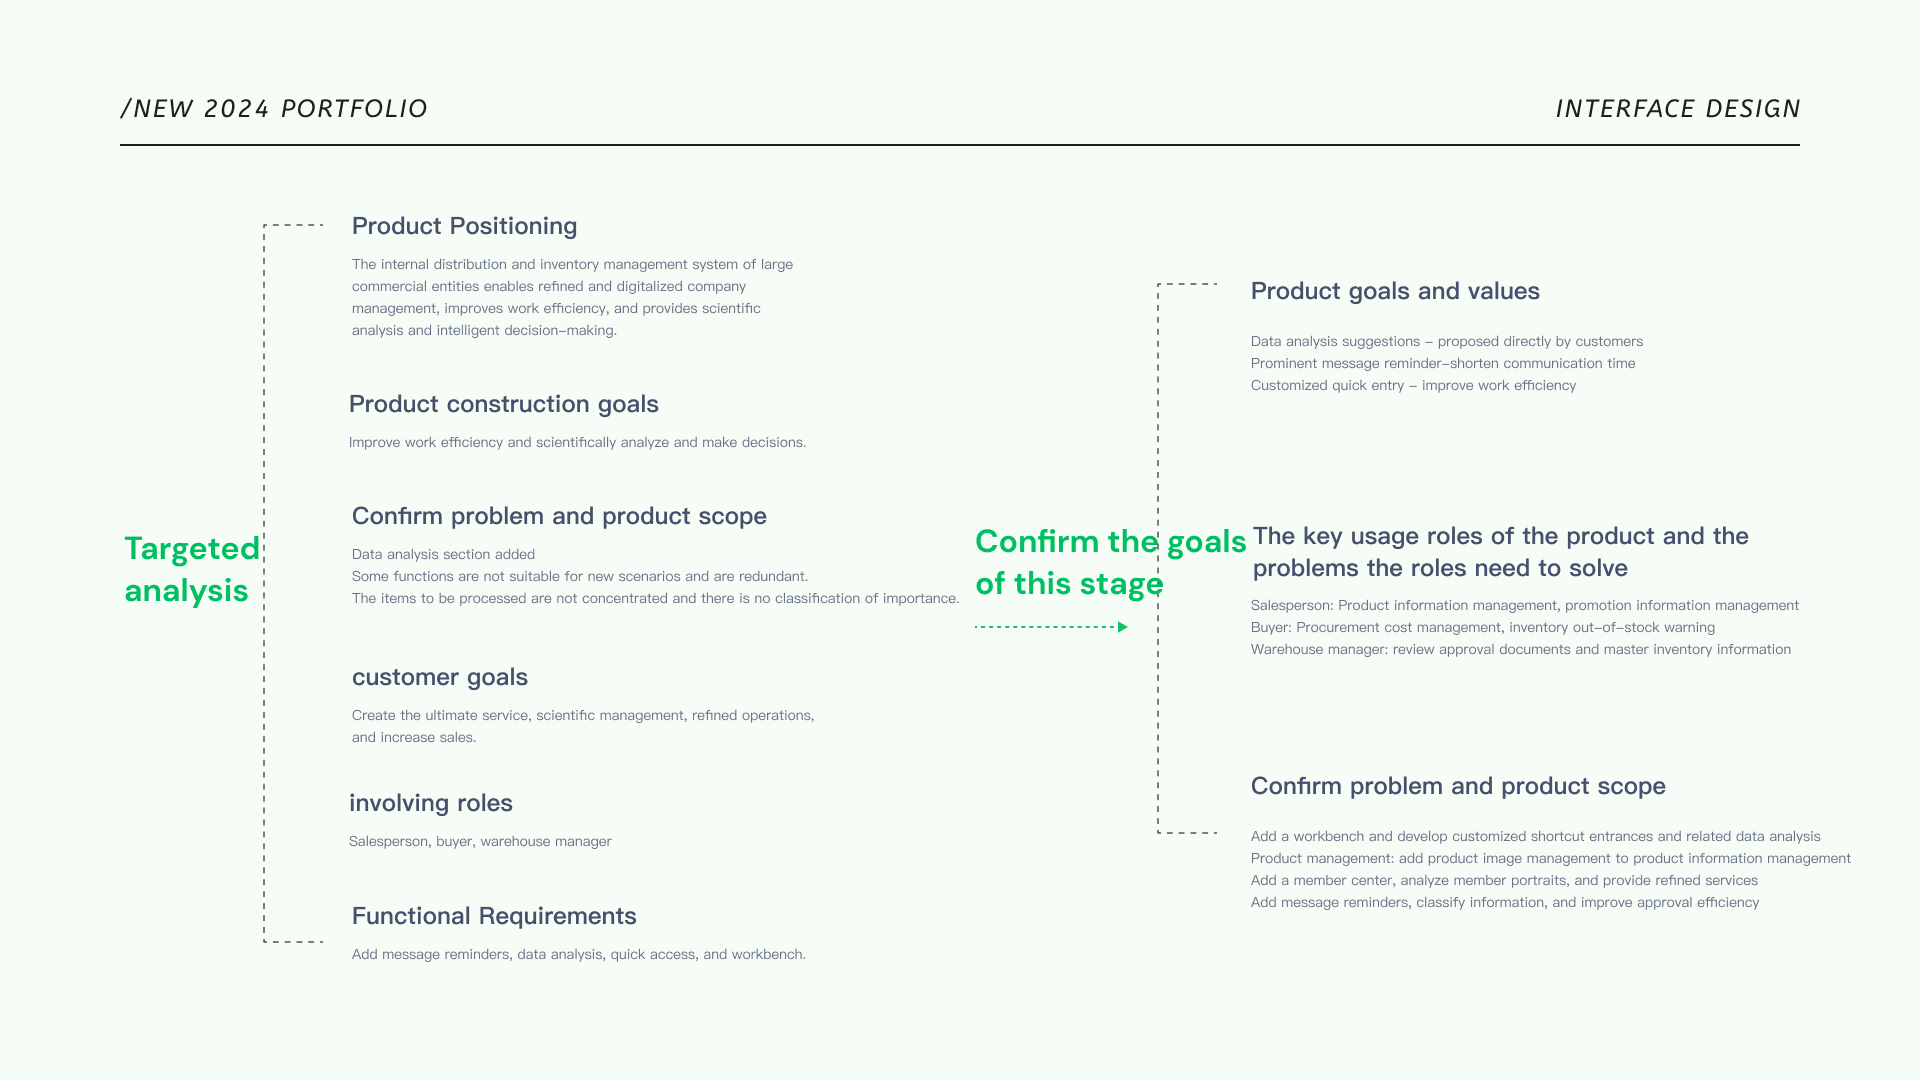 /NEW 2024 PORTFOLIO
INTERFACE DESIGN
Targeted
analysis
Product Positioning
The internal distribution and inventory management system of large
commercial entities enables refined and digitalized company
management, improves work efficiency, and provides scientific
analysis and intelligent decision-making.
Product construction goals
Improve work efficiency and scientifically analyze and make decisions.
Confirm problem and product scope
Data analysis section added
Some functions are not suitable for new scenarios and are redundant.
The items to be processed are not concentrated and there is no classification of importance.
customer goals
Create the ultimate service, scientific management, refined operations,
and increase sales.
involving roles
Salesperson, buyer, warehouse manager
Functional Requirements
Add message reminders, data analysis, quick access, and workbench.
Confirm the goals
of this stage
Product goals and values
Data analysis suggestions - proposed directly by customers
Prominent message reminder-shorten communication time
Customized quick entry - improve work efficiency
The key usage roles of the product and the
problems the roles need to solve
Salesperson: Product information management, promotion information management
Buyer: Procurement cost management, inventory out-of-stock warning
Warehouse manager: review approval documents and master inventory information
Confirm problem and product scope
Add a workbench and develop customized shortcut entrances and related data analysis
Product management: add product image management to product information management
Add a member center, analyze member portraits, and provide refined services
Add message reminders, classify information, and improve approval efficiency